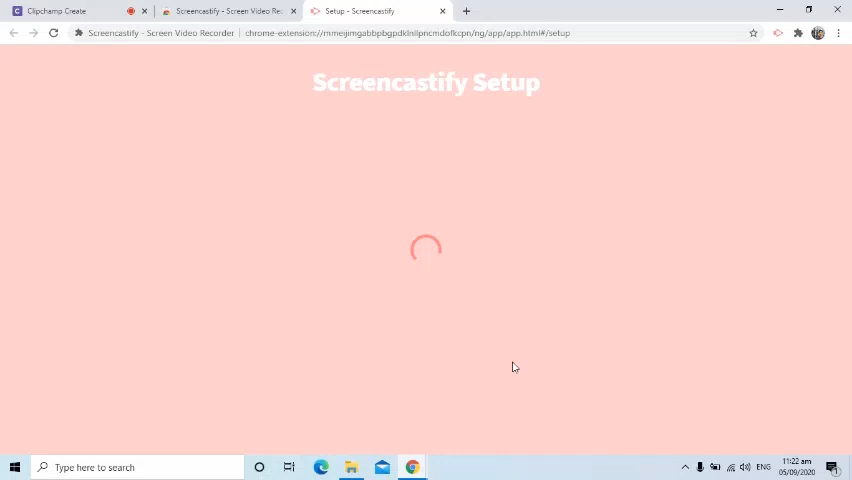 Clipchamp Create
Screencastify - Screen Video Re
Setup - Screencastify
Screencastify - Screen Video Recorder
chrome-extension://mmeijimgabbpbgpdklnllpncmdofkcpn/ng/app/app.html#/setup
Screencastify Setup
Type here to search
ENG
11:22 am
05/09/2020
1